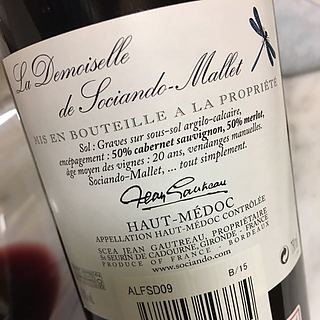 La Demoiselle
de Sociando-Mallet
MIS EN BOUTEILLE A LA PROPRIÉTÉ
Sol : Graves sur sous-sol argilo-calcaire,
encépagement : 50% cabernet sauvignon, 50% merlot,
âge moyen des vignes : 20 ans, vendanges manuelles.
Sociando-Mallet, ... tout simplement.
Jean Gautreau
HAUT-MÉDOC
APPELLATION HAUT-MÉDOC CONTRÔLÉE
SCEA JEAN GAUTREAU, PROPRIÉTAIRE
ST SEURIN DE CADOURNE, GIRONDE, FRANCE
PRODUCE OF FRANCE - BORDEAUX
www.sociando.com
B/15
ALFSD09